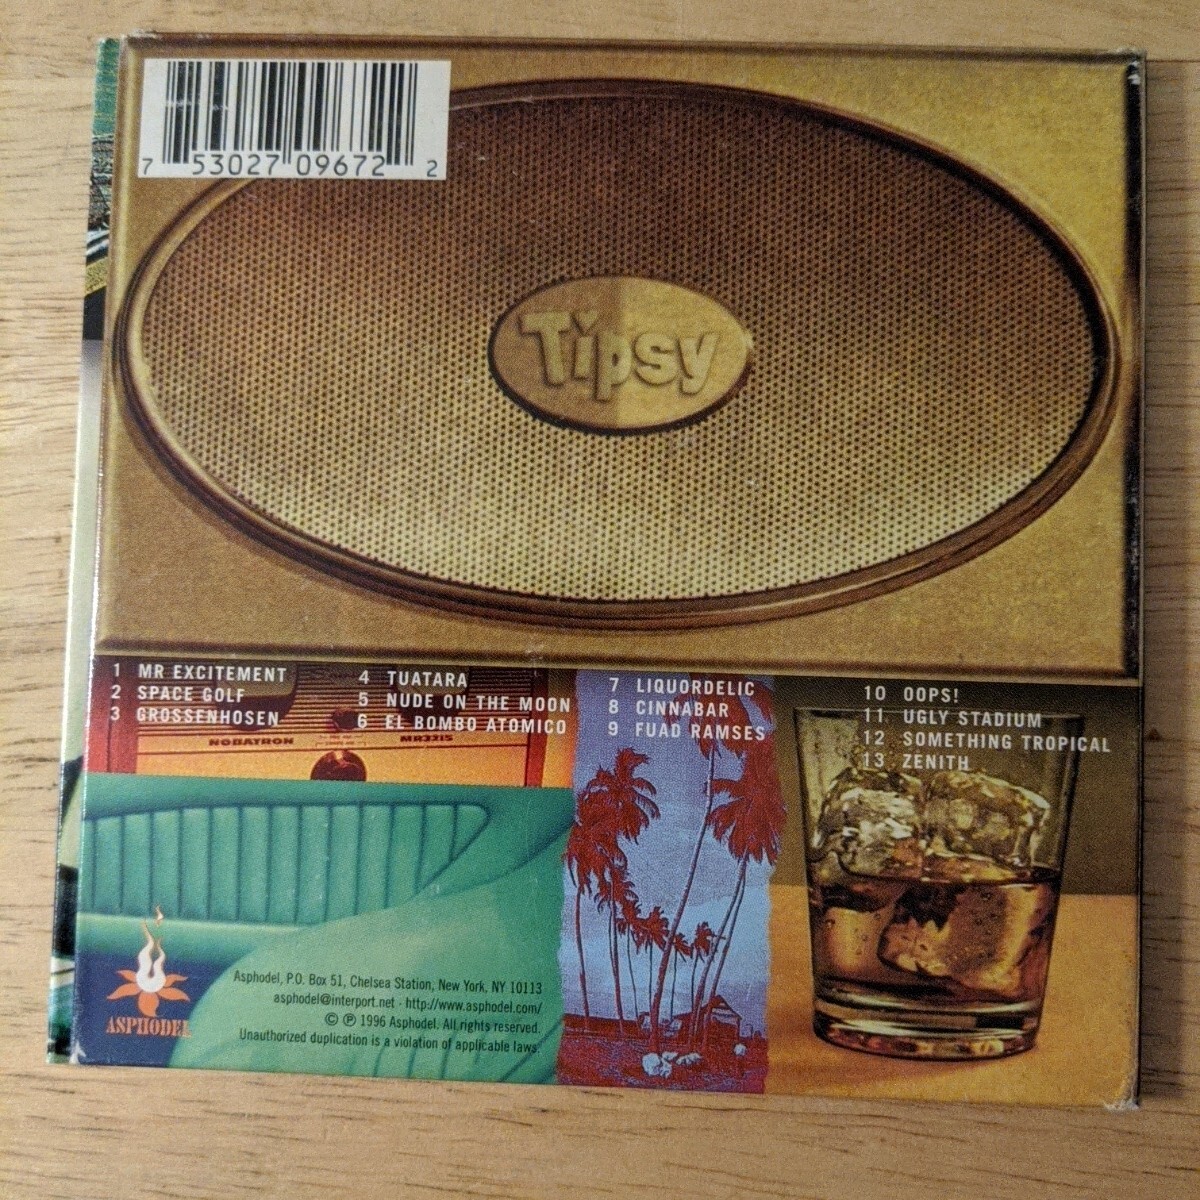 7 53027 09672 2
Tipsy
1 MR EXCITEMENT
2 SPACE GOLF
3 GROSSENHOSEN
4 TUATARA
5 NUDE ON THE MOON
6 EL BOMBO ATOMICO
7 LIQUORDELIC
8 CINNABAR
9 FUAD RAMSES
10 OOPS!
11 UGLY STADIUM
12 SOMETHING TROPICAL
13 ZENITH
NOBATRON MR3215
ASPHODEL
Asphodel, P.O. Box 51, Chelsea Station, New York, NY 10113
asphodel@interport.net - http://www.asphodel.com/
© ℗ 1996 Asphodel. All rights reserved.
Unauthorized duplication is a violation of applicable laws.